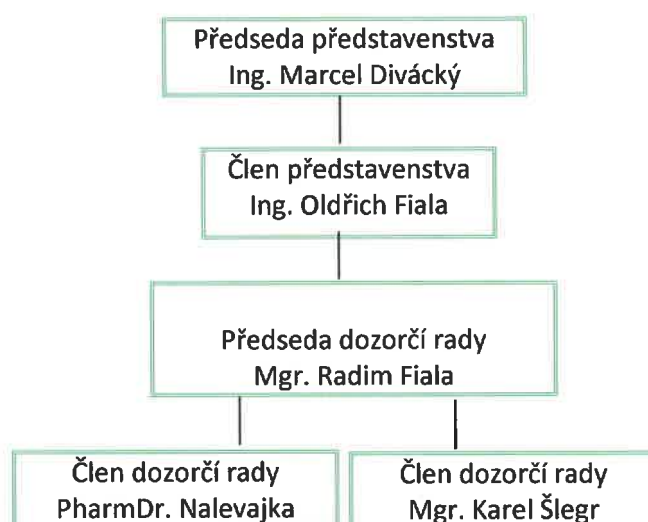 Předseda představenstva
Ing. Marcel Divácký
Člen představenstva
Ing. Oldřich Fiala
Předseda dozorčí rady
Mgr. Radim Fiala
Člen dozorčí rady
PharmDr. Nalevajka
Člen dozorčí rady
Mgr. Karel Šlegr